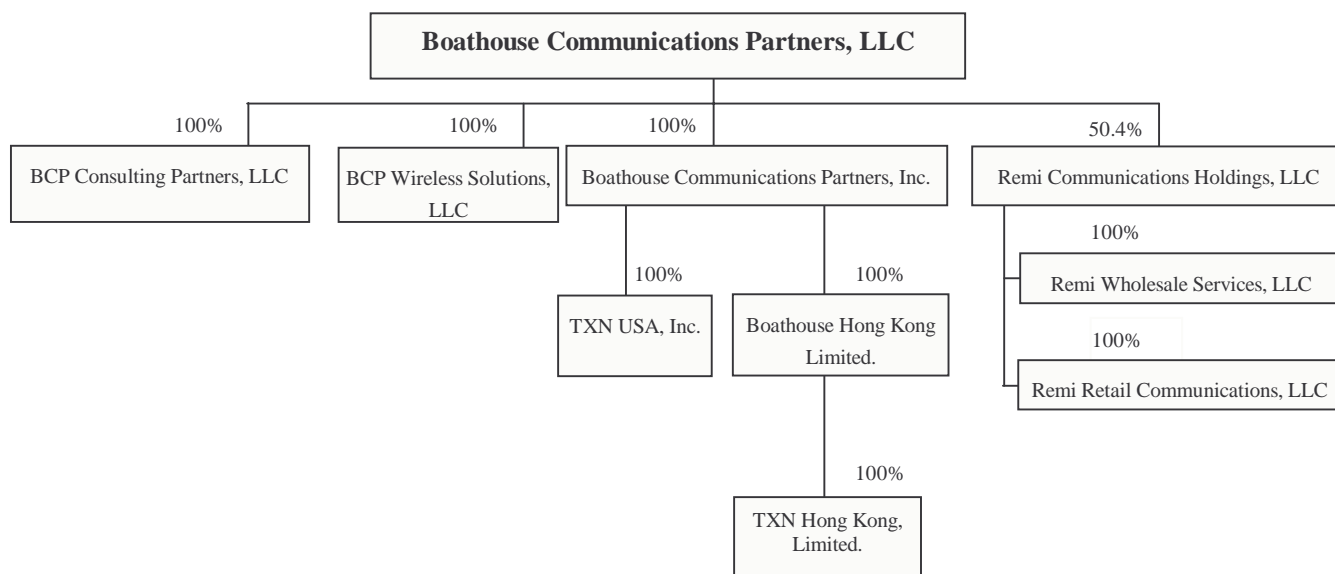 Boathouse Communications Partners, LLC
100%
100%
100%
50.4%
BCP Consulting Partners, LLC
BCP Wireless Solutions,
LLC
Boathouse Communications Partners, Inc.
Remi Communications Holdings, LLC
100%
100%
100%
Remi Wholesale Services, LLC
TXN USA, Inc.
Boathouse Hong Kong
Limited.
100%
Remi Retail Communications, LLC
100%
TXN Hong Kong,
Limited.